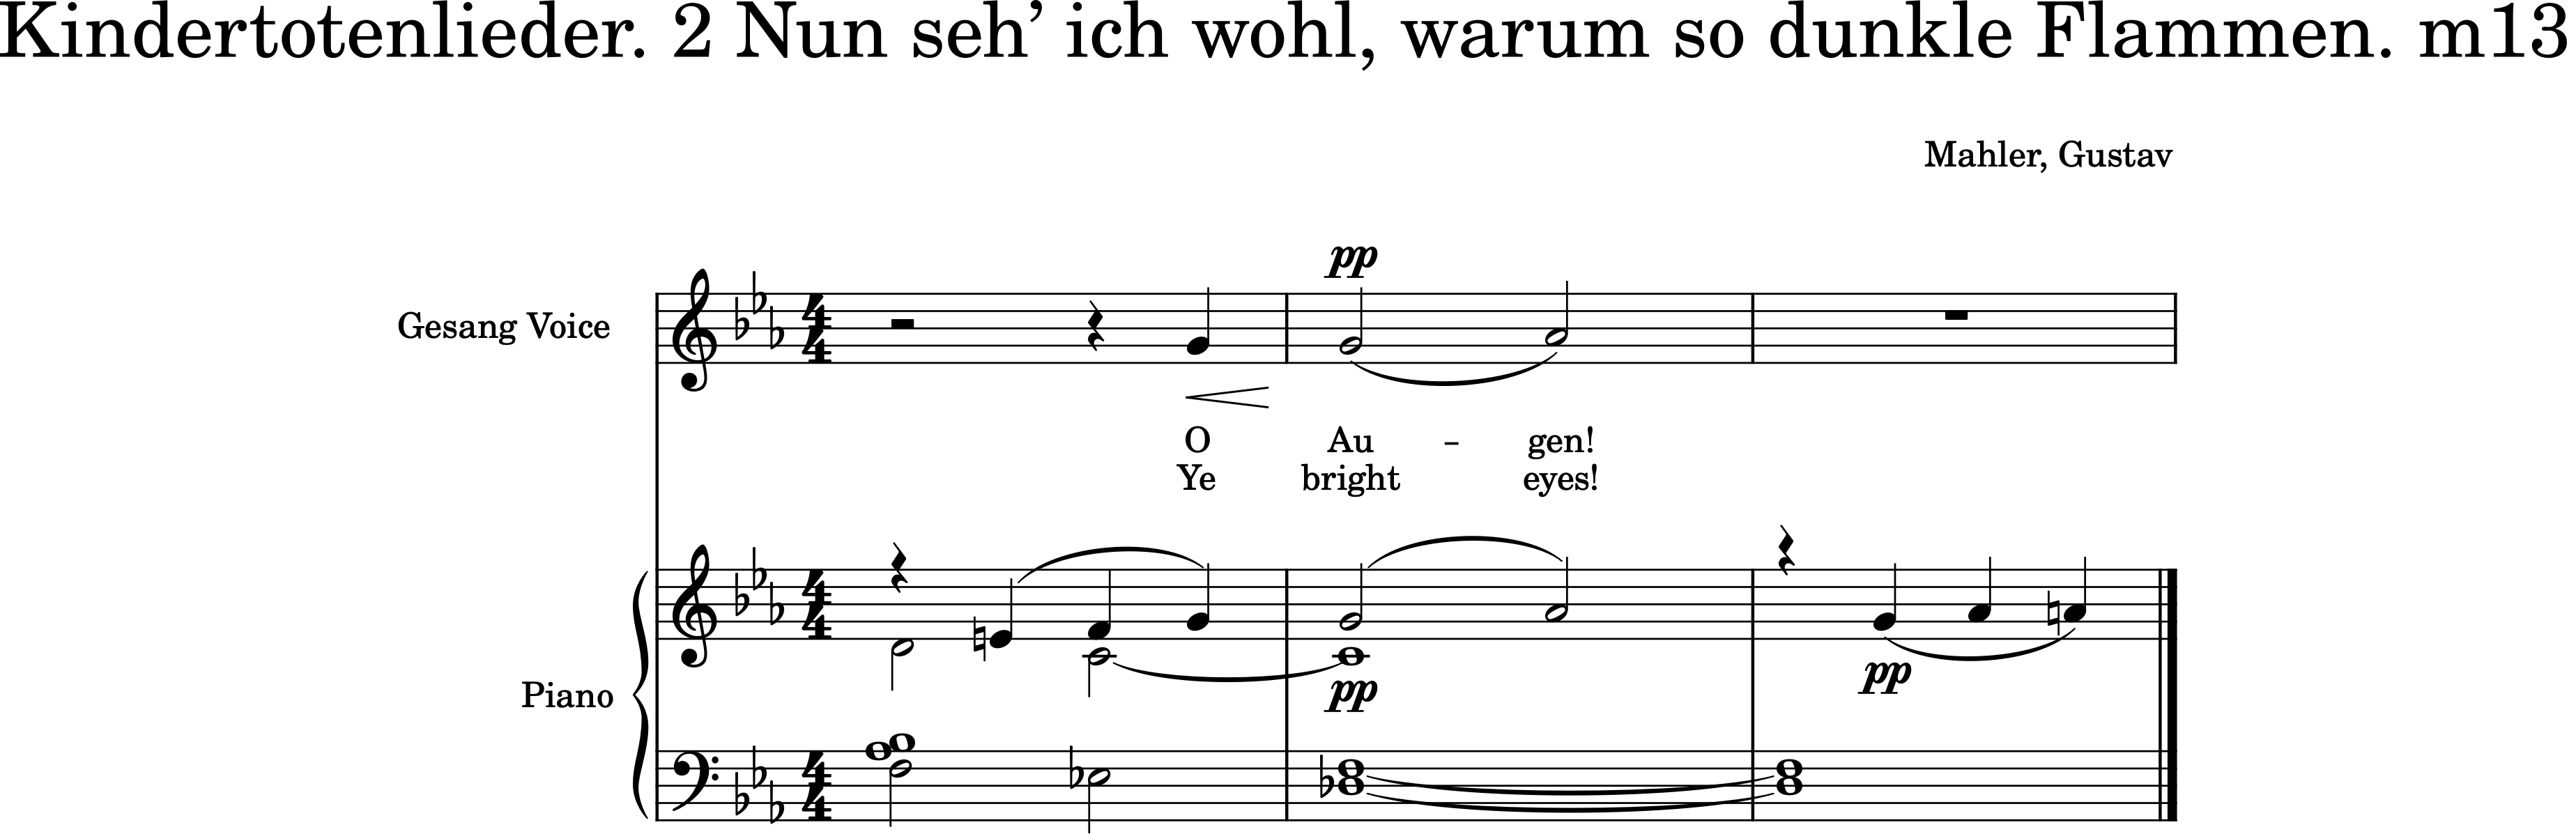 Kindertotenlieder. 2 Nun seh’ ich wohl, warum so dunkle Flammen. m13
Mahler, Gustav
pp
Gesang Voice
O Au - gen!
Ye bright eyes!
Piano
pp pp